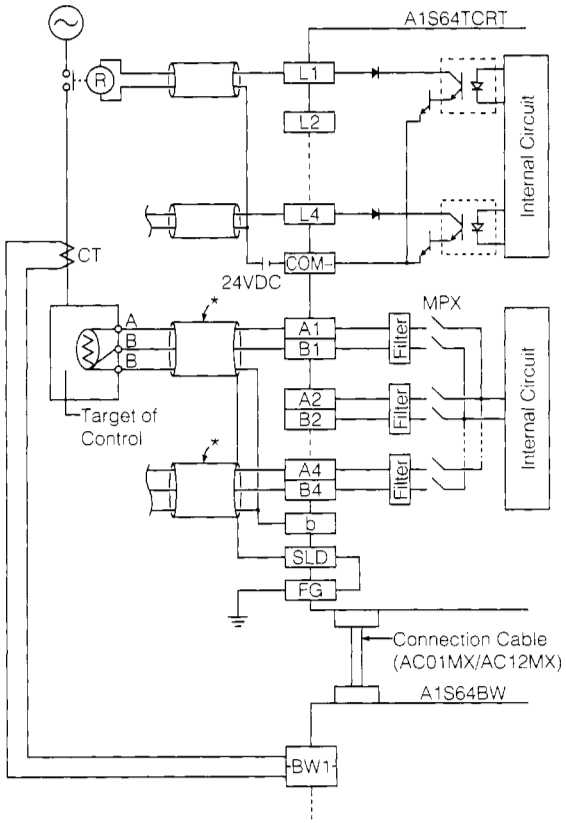 A1S64TCRT
R
L1
L2
L4
COM-
24VDC
Internal Circuit
CT
*
A
B
B
Target of
Control
A1
B1
Filter
MPX
A2
B2
Filter
*
A4
B4
Filter
Internal Circuit
b
SLD
FG
Connection Cable
(AC01MX/AC12MX)
A1S64BW
BW1